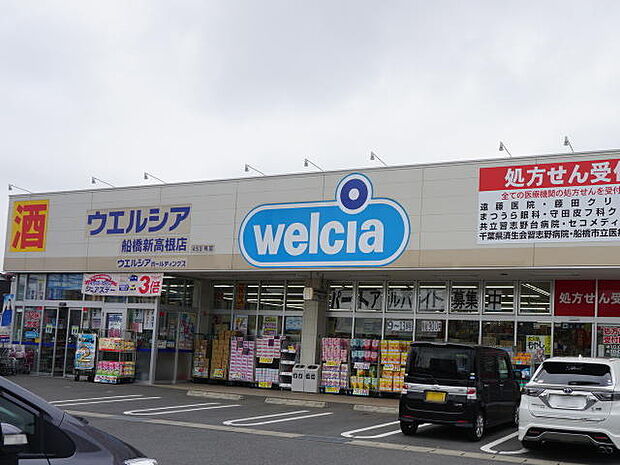 酒
ウエルシア
船橋新高根店
ウエルシアホールディングス
welcia
処方せん受付
全ての医療機関の処方せんを受付
遠藤医院・藤田クリ
まつうら眼科・守田皮フ科ク
共立習志野台病院・セコメディ
千葉県済生会習志野病院・船橋市立医療
3倍
パートアルバイト募集中
処方せん